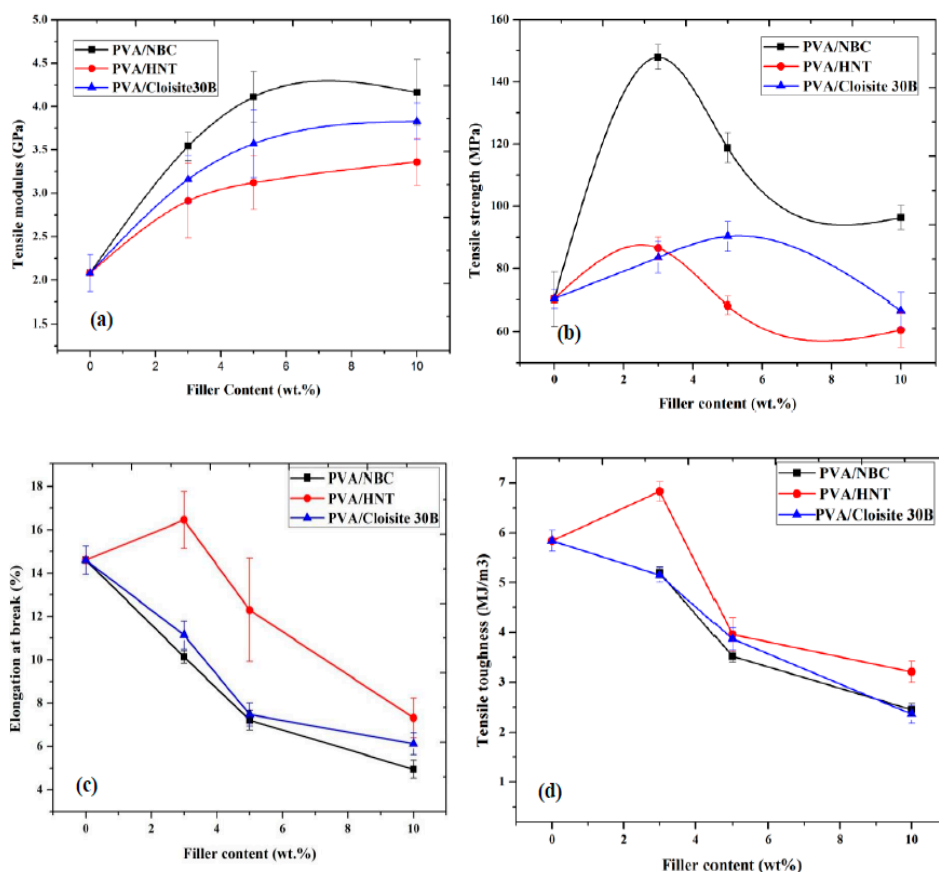 (a)
PVA/NBC
PVA/HNT
PVA/Cloisite30B
5.0
4.5
4.0
3.5
3.0
2.5
2.0
1.5
Tensile modulus (GPa)
0 2 4 6 8 10
Filler Content (wt.%)
(b)
PVA/NBC
PVA/HNT
PVA/Cloisite 30B
160
140
120
100
80
60
Tensile strength (MPa)
0 2 4 6 8 10
Filler content (wt.%)
(c)
PVA/NBC
PVA/HNT
PVA/Cloisite 30B
18
16
14
12
10
8
6
4
Elongation at break (%)
0 2 4 6 8 10
Filler content (wt.%)
(d)
PVA/NBC
PVA/HNT
PVA/Cloisite 30B
7
6
5
4
3
2
1
Tensile toughness (MJ/m3)
0 2 4 6 8 10
Filler content (wt%)